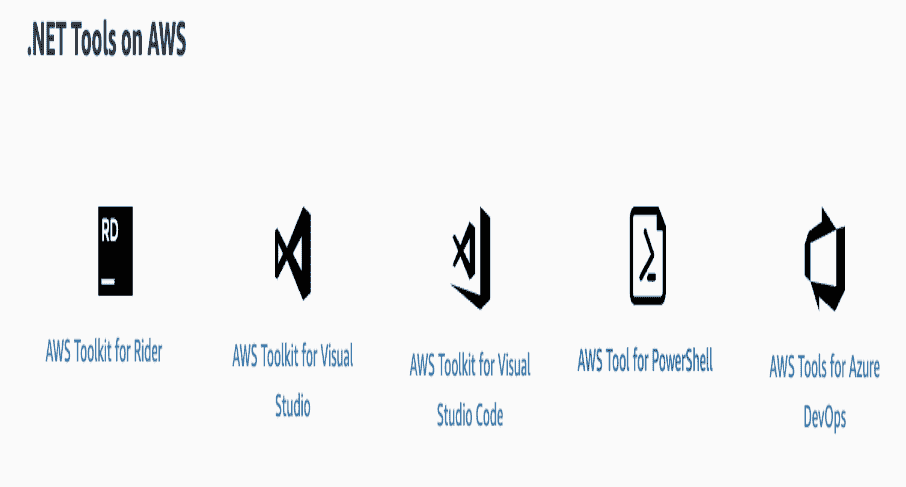 .NET Tools on AWS
RD
AWS Toolkit for Rider
AWS Toolkit for Visual
Studio
AWS Toolkit for Visual
Studio Code
AWS Tool for PowerShell
AWS Tools for Azure
DevOps